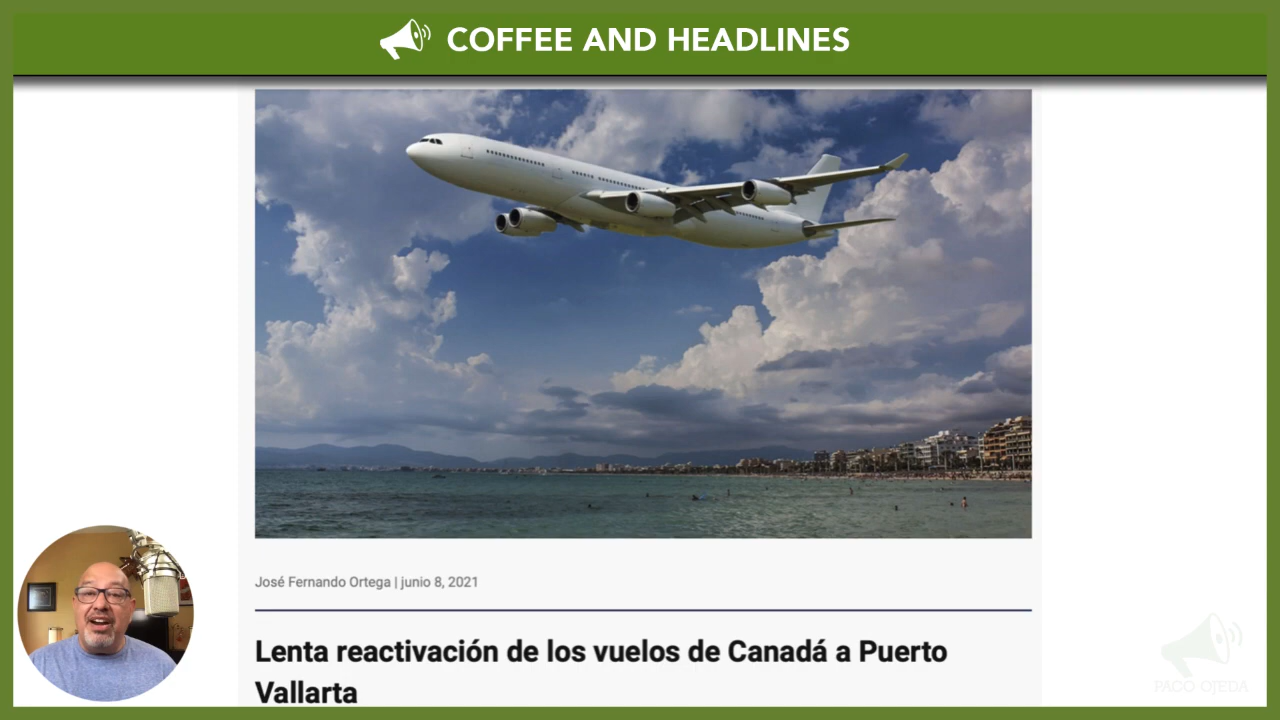 COFFEE AND HEADLINES
José Fernando Ortega | junio 8, 2021
Lenta reactivación de los vuelos de Canadá a Puerto
Vallarta
PACO OJEDA